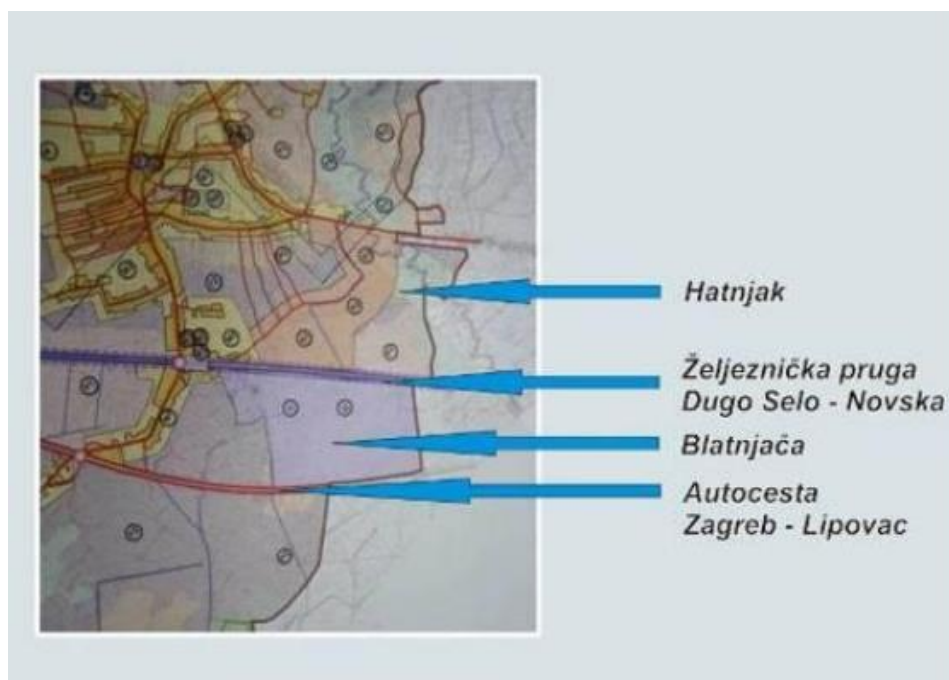 Hatnjak
Željeznička pruga
Dugo Selo - Novska
Blatnjača
Autocesta
Zagreb - Lipovac